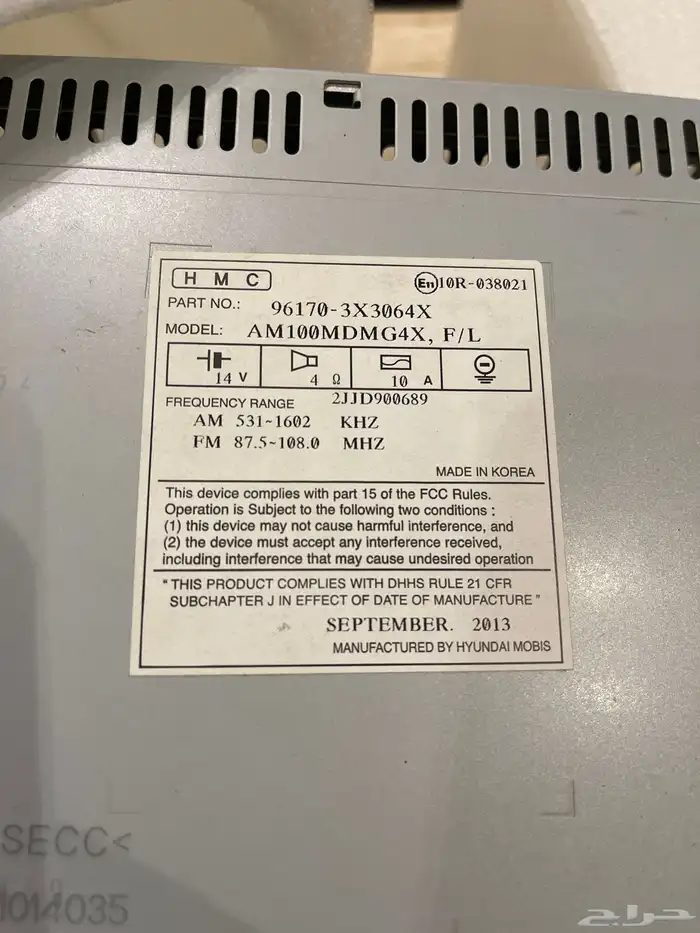 H M C
En 10R-038021
PART NO.: 96170-3X3064X
MODEL: AM100MDMG4X, F/L
14 V 4 Ω 10 A
FREQUENCY RANGE 2JJD900689
AM 531~1602 KHZ
FM 87.5~108.0 MHZ
MADE IN KOREA
This device complies with part 15 of the FCC Rules.
Operation is Subject to the following two conditions :
(1) this device may not cause harmful interference, and
(2) the device must accept any interference received,
including interference that may cause undesired operation
" THIS PRODUCT COMPLIES WITH DHHS RULE 21 CFR
SUBCHAPTER J IN EFFECT OF DATE OF MANUFACTURE "
SEPTEMBER. 2013
MANUFACTURED BY HYUNDAI MOBIS
SECC<
1014035
حراج